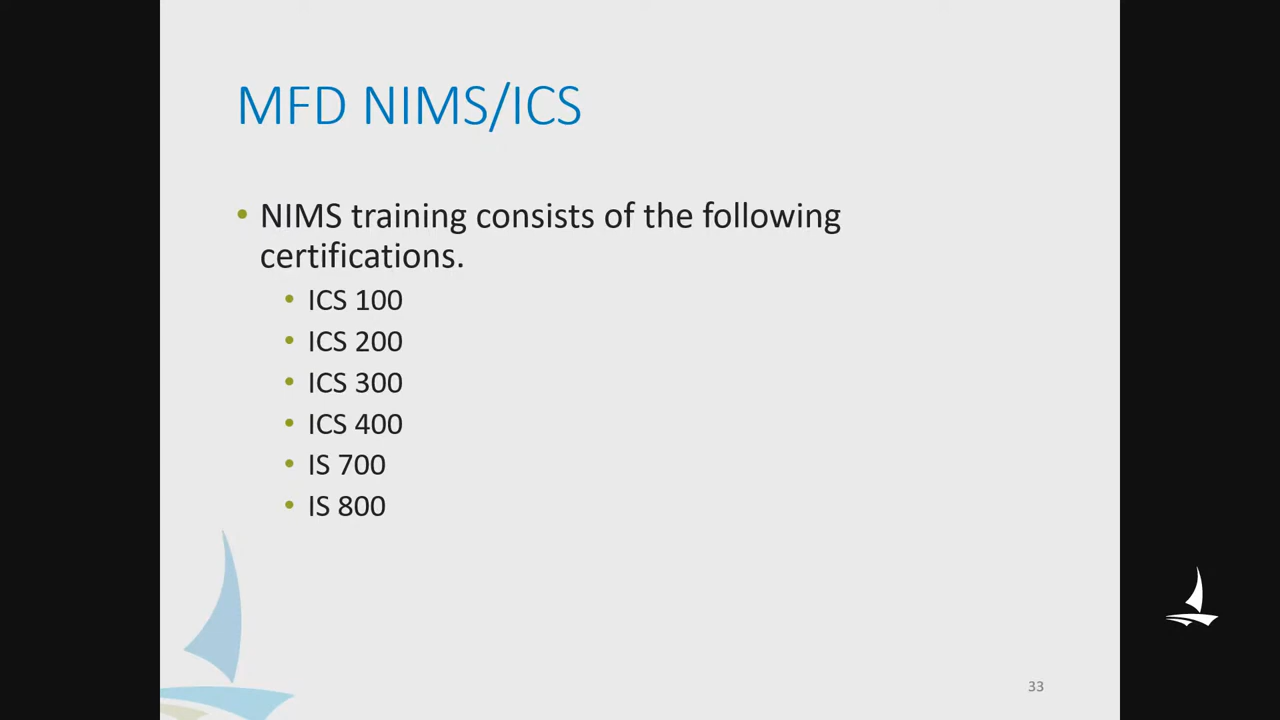 MFD NIMS/ICS
• NIMS training consists of the following
certifications.
• ICS 100
• ICS 200
• ICS 300
• ICS 400
• IS 700
• IS 800
33